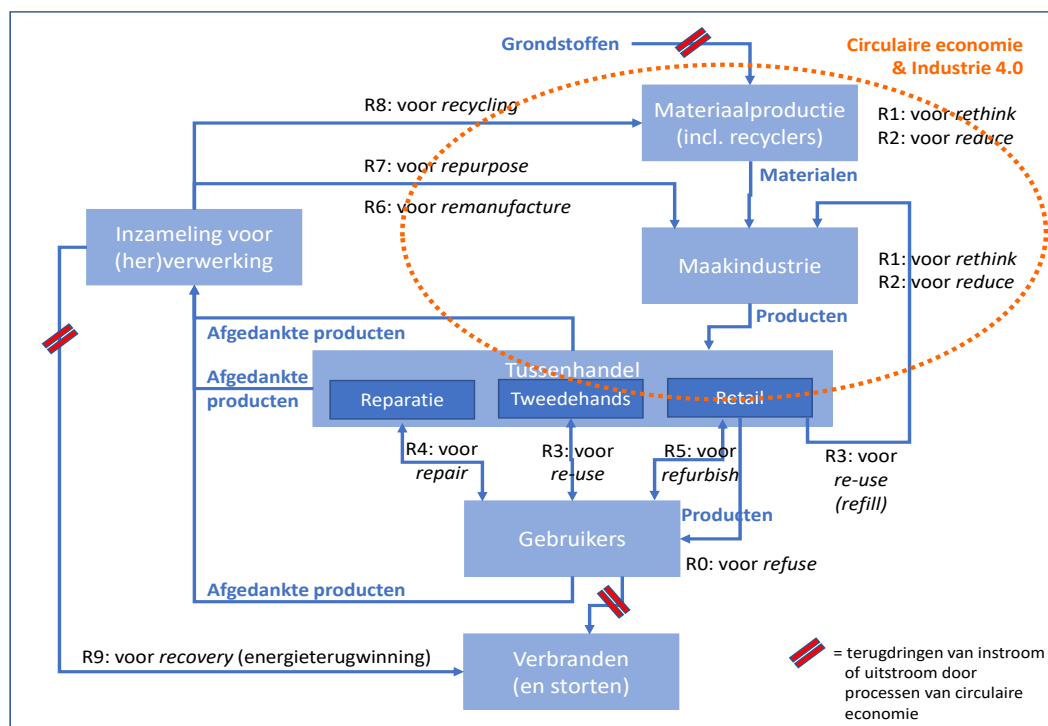 Grondstoffen
Circulaire economie
& Industrie 4.0
R8: voor recycling
Materiaalproductie
(incl. recyclers)
R1: voor rethink
R2: voor reduce
R7: voor repurpose
Materialen
R6: voor remanufacture
Inzameling voor
(her)verwerking
Maakindustrie
R1: voor rethink
R2: voor reduce
Producten
Afgedankte producten
Tussenhandel
Afgedankte
producten
Reparatie
Tweedehands
Retail
R4: voor
repair
R3: voor
re-use
R5: voor
refurbish
R3: voor
re-use
(refill)
Producten
Gebruikers
R0: voor refuse
Afgedankte producten
R9: voor recovery (energieterugwinning)
Verbranden
(en storten)
= terugdringen van instroom
of uitstroom door
processen van circulaire
economie